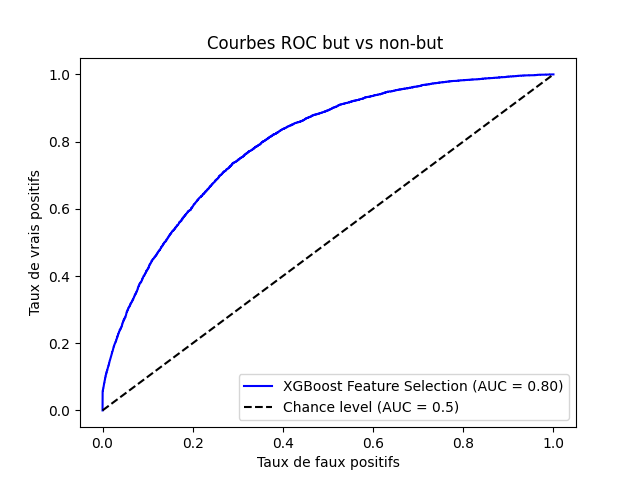 Courbes ROC but vs non-but
Taux de vrais positifs
1.0
0.8
0.6
0.4
0.2
0.0
XGBoost Feature Selection (AUC = 0.80)
Chance level (AUC = 0.5)
0.0 0.2 0.4 0.6 0.8 1.0
Taux de faux positifs